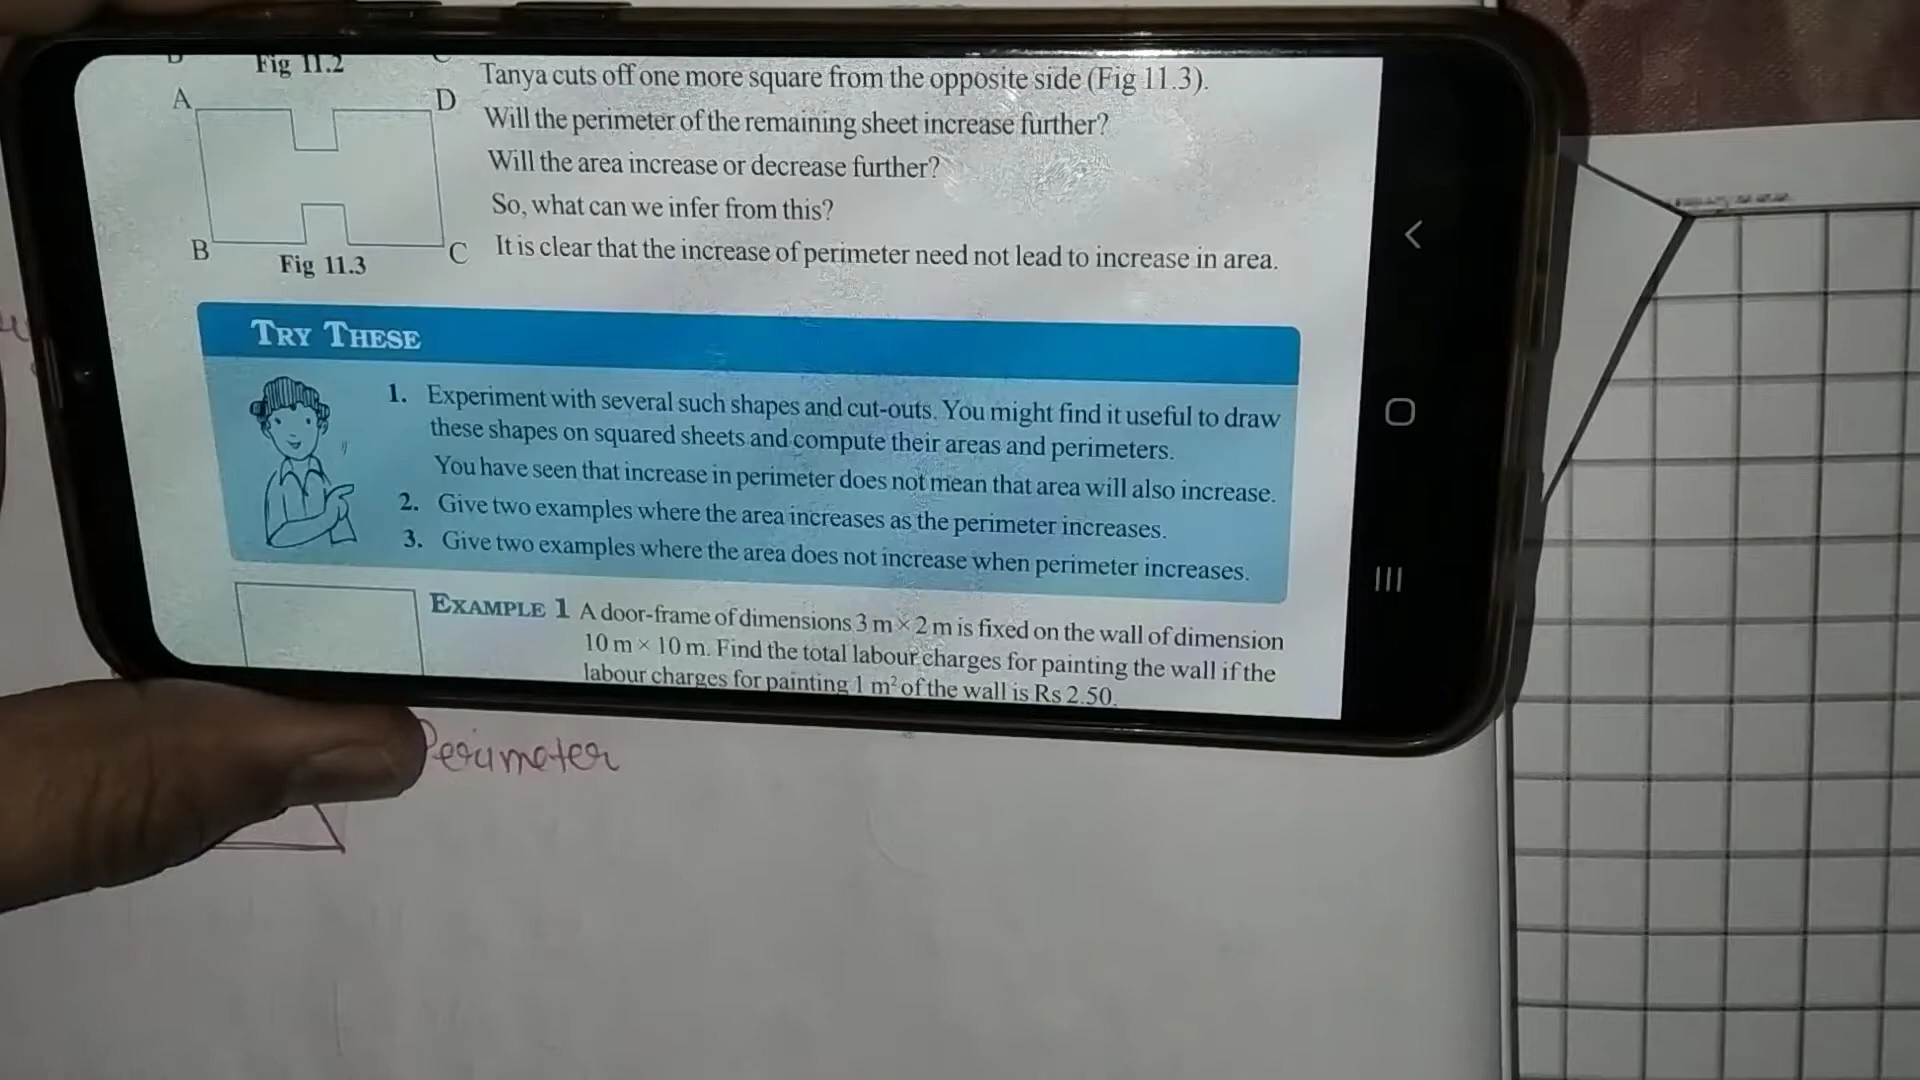 Fig 11.2
Tanya cuts off one more square from the opposite side (Fig 11.3).
A
D
Will the perimeter of the remaining sheet increase further?
Will the area increase or decrease further?
So, what can we infer from this?
B
C
Fig 11.3
It is clear that the increase of perimeter need not lead to increase in area.
TRY THESE
1. Experiment with several such shapes and cut-outs. You might find it useful to draw
these shapes on squared sheets and compute their areas and perimeters.
You have seen that increase in perimeter does not mean that area will also increase.
2. Give two examples where the area increases as the perimeter increases.
3. Give two examples where the area does not increase when perimeter increases.
EXAMPLE 1 A door-frame of dimensions 3 m × 2 m is fixed on the wall of dimension
10 m × 10 m. Find the total labour charges for painting the wall if the
labour charges for painting 1 m² of the wall is Rs 2.50.
Perimeter